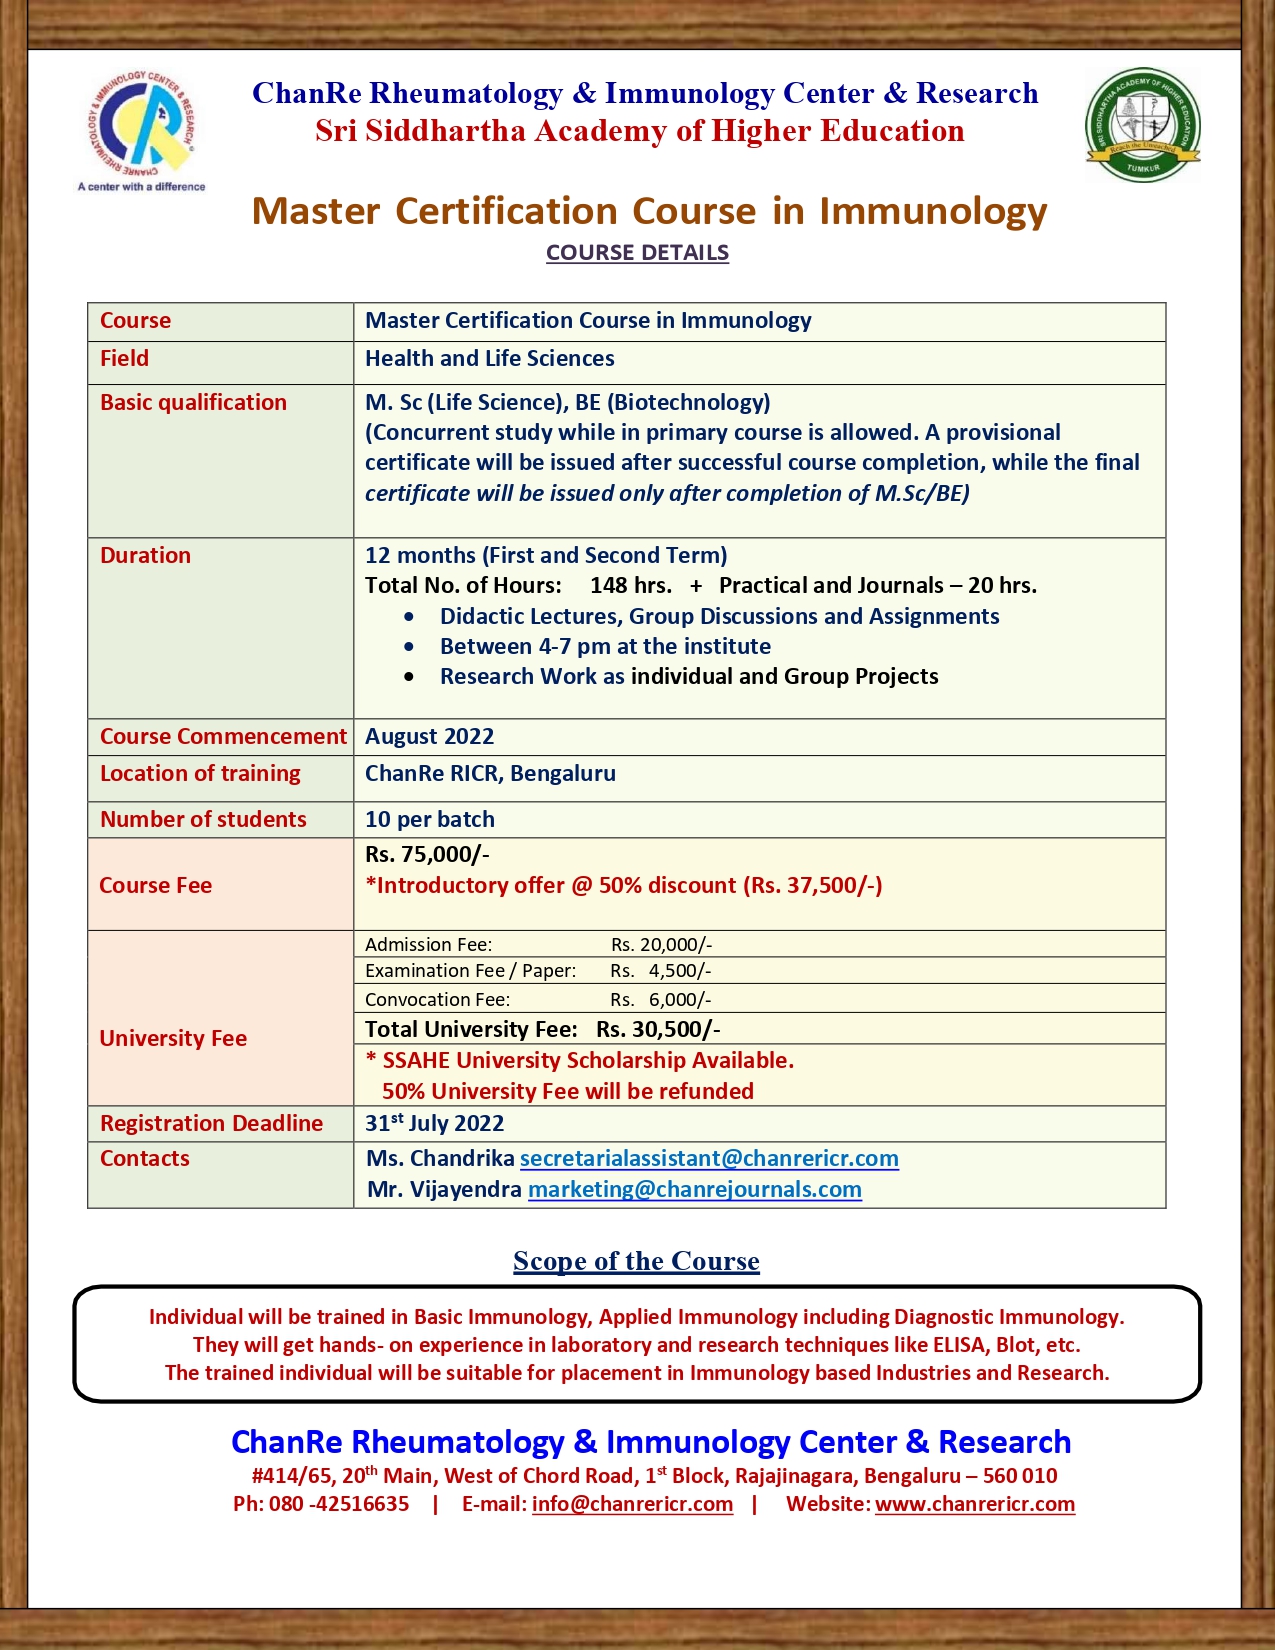 CHANRE RHEUMATOLOGY & IMMUNOLOGY CENTER & RESEARCH
A center with a difference
ChanRe Rheumatology & Immunology Center & Research
Sri Siddhartha Academy of Higher Education
SRI SIDDHARTHA ACADEMY OF HIGHER EDUCATION
Reach the Unreached
TUMKUR
Master Certification Course in Immunology
COURSE DETAILS
Course Master Certification Course in Immunology
Field Health and Life Sciences
Basic qualification M. Sc (Life Science), BE (Biotechnology)
(Concurrent study while in primary course is allowed. A provisional
certificate will be issued after successful course completion, while the final
certificate will be issued only after completion of M.Sc/BE)
Duration 12 months (First and Second Term)
Total No. of Hours: 148 hrs. + Practical and Journals – 20 hrs.
• Didactic Lectures, Group Discussions and Assignments
• Between 4-7 pm at the institute
• Research Work as individual and Group Projects
Course Commencement August 2022
Location of training ChanRe RICR, Bengaluru
Number of students 10 per batch
Rs. 75,000/-
Course Fee *Introductory offer @ 50% discount (Rs. 37,500/-)
Admission Fee: Rs. 20,000/-
Examination Fee / Paper: Rs. 4,500/-
Convocation Fee: Rs. 6,000/-
Total University Fee: Rs. 30,500/-
University Fee
* SSAHE University Scholarship Available.
50% University Fee will be refunded
Registration Deadline 31st July 2022
Contacts Ms. Chandrika secretarialassistant@chanrericr.com
Mr. Vijayendra marketing@chanrejournals.com
Scope of the Course
Individual will be trained in Basic Immunology, Applied Immunology including Diagnostic Immunology.
They will get hands- on experience in laboratory and research techniques like ELISA, Blot, etc.
The trained individual will be suitable for placement in Immunology based Industries and Research.
ChanRe Rheumatology & Immunology Center & Research
#414/65, 20th Main, West of Chord Road, 1st Block, Rajajinagara, Bengaluru – 560 010
Ph: 080 -42516635 | E-mail: info@chanrericr.com | Website: www.chanrericr.com